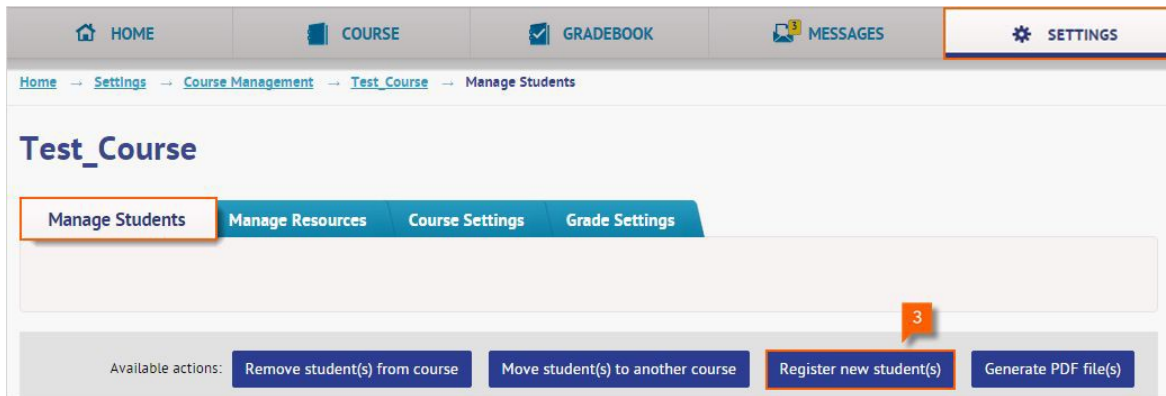 HOME COURSE GRADEBOOK 3 MESSAGES SETTINGS
Home → Settings → Course Management → Test_Course → Manage Students
Test_Course
Manage Students Manage Resources Course Settings Grade Settings
3
Available actions: Remove student(s) from course Move student(s) to another course Register new student(s) Generate PDF file(s)